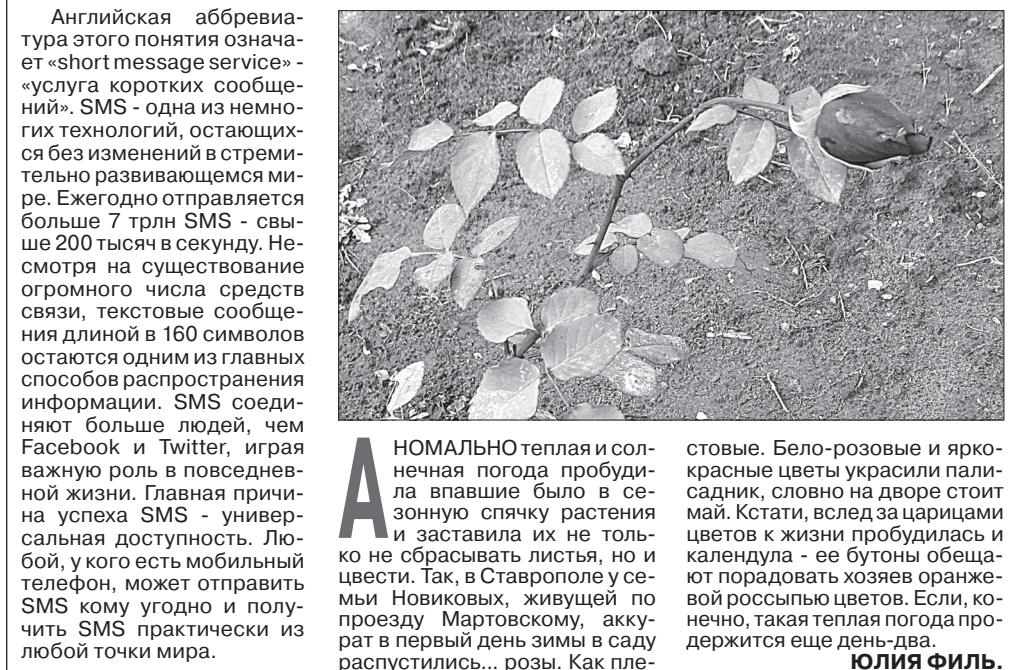 Английская аббревиа-
тура этого понятия означа-
ет «short message service» -
«услуга коротких сообще-
ний». SMS - одна из немно-
гих технологий, остающих-
ся без изменений в стреми-
тельно развивающемся ми-
ре. Ежегодно отправляется
больше 7 трлн SMS - свы-
ше 200 тысяч в секунду. Не-
смотря на существование
огромного числа средств
связи, текстовые сообще-
ния длиной в 160 символов
остаются одним из главных
способов распространения
информации. SMS соеди-
няют больше людей, чем
Facebook и Twitter, играя
важную роль в повседнев-
ной жизни. Главная причи-
на успеха SMS - универ-
сальная доступность. Лю-
бой, у кого есть мобильный
телефон, может отправить
SMS кому угодно и полу-
чить SMS практически из
любой точки мира.
АНОМАЛЬНО теплая и сол-
нечная погода пробуди-
ла впавшие было в се-
зонную спячку растения
и заставила их не толь-
ко не сбрасывать листья, но и
цвести. Так, в Ставрополе у се-
мьи Новиковых, живущей по
проезду Мартовскому, акку-
рат в первый день зимы в саду
распустились... розы. Как пле-
стовые. Бело-розовые и ярко-
красные цветы украсили пали-
садник, словно на дворе стоит
май. Кстати, вслед за царицами
цветов к жизни пробудилась и
календула - ее бутоны обеща-
ют порадовать хозяев оранже-
вой россыпью цветов. Если, ко-
нечно, такая теплая погода про-
держится еще день-два.
ЮЛИЯ ФИЛЬ.